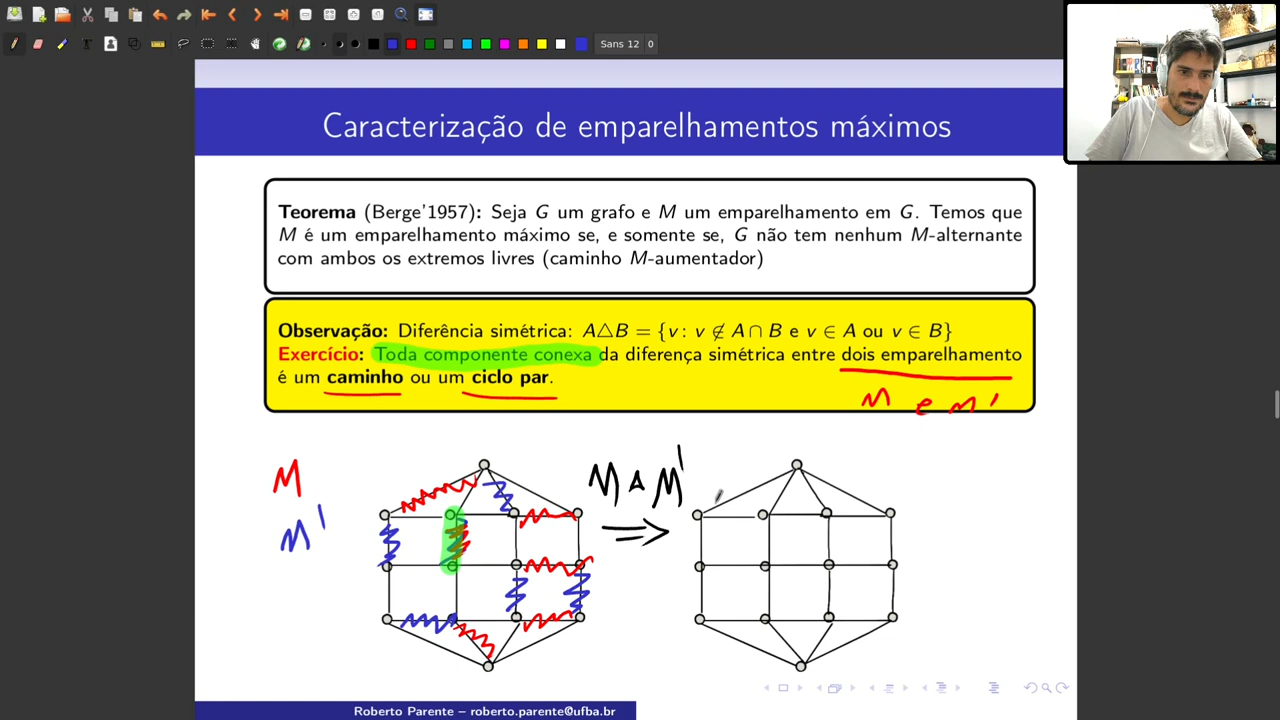 Sans 12 0
Caracterização de emparelhamentos máximos
Teorema (Berge'1957): Seja G um grafo e M um emparelhamento em G. Temos que
M é um emparelhamento máximo se, e somente se, G não tem nenhum M-alternante
com ambos os extremos livres (caminho M-aumentador)
Observação: Diferência simétrica: A△B = {v: v ∉ A ∩ B e v ∈ A ou v ∈ B}
Exercício: Toda componente conexa da diferença simétrica entre dois emparelhamento
é um caminho ou um ciclo par.
M e M'
M
M'
M △ M'
⇒
Roberto Parente – roberto.parente@ufba.br